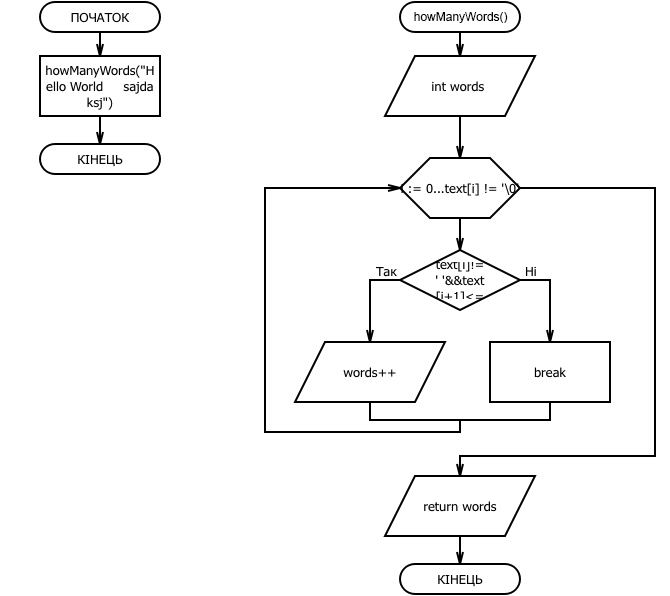 ПОЧАТОК
howManyWords("H
ello World sajda
ksj")
КІНЕЦЬ
howManyWords()
int words
:= 0...text[i] != '\0
text[i]!=
' '&&text
[i+1]<=
Так
Ні
words++
break
return words
КІНЕЦЬ